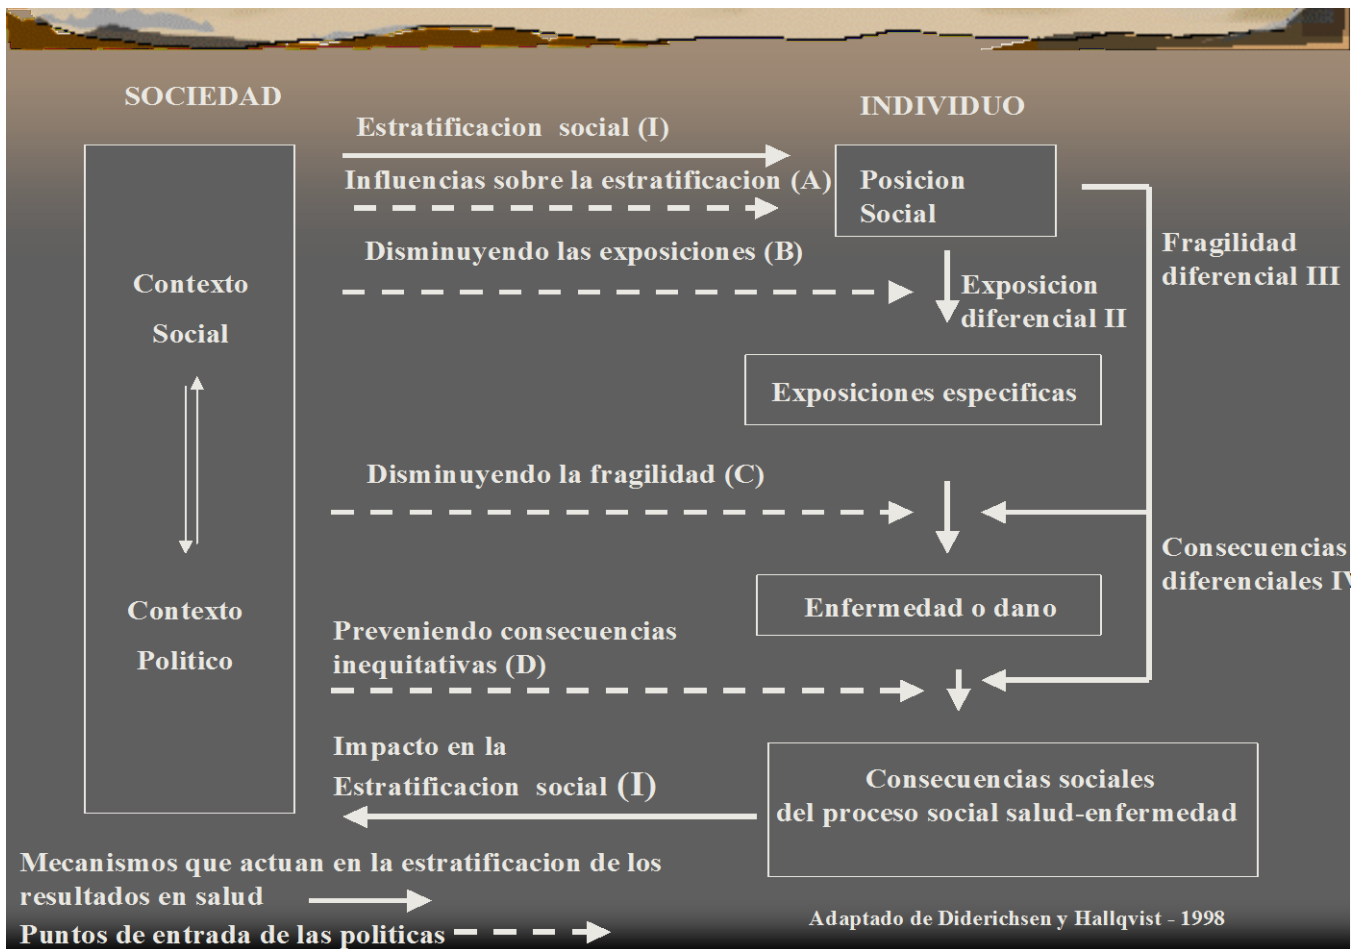 SOCIEDAD
INDIVIDUO
Estratificacion social (I)
Influencias sobre la estratificacion (A)
Posicion
Social
Disminuyendo las exposiciones (B)
Fragilidad
diferencial III
Contexto
Social
Exposicion
diferencial II
Exposiciones especificas
Disminuyendo la fragilidad (C)
Consecuencias
diferenciales IV
Contexto
Politico
Enfermedad o dano
Preveniendo consecuencias
inequitativas (D)
Impacto en la
Estratificacion social (I)
Consecuencias sociales
del proceso social salud-enfermedad
Mecanismos que actuan en la estratificacion de los
resultados en salud
Puntos de entrada de las politicas
Adaptado de Diderichsen y Hallqvist - 1998